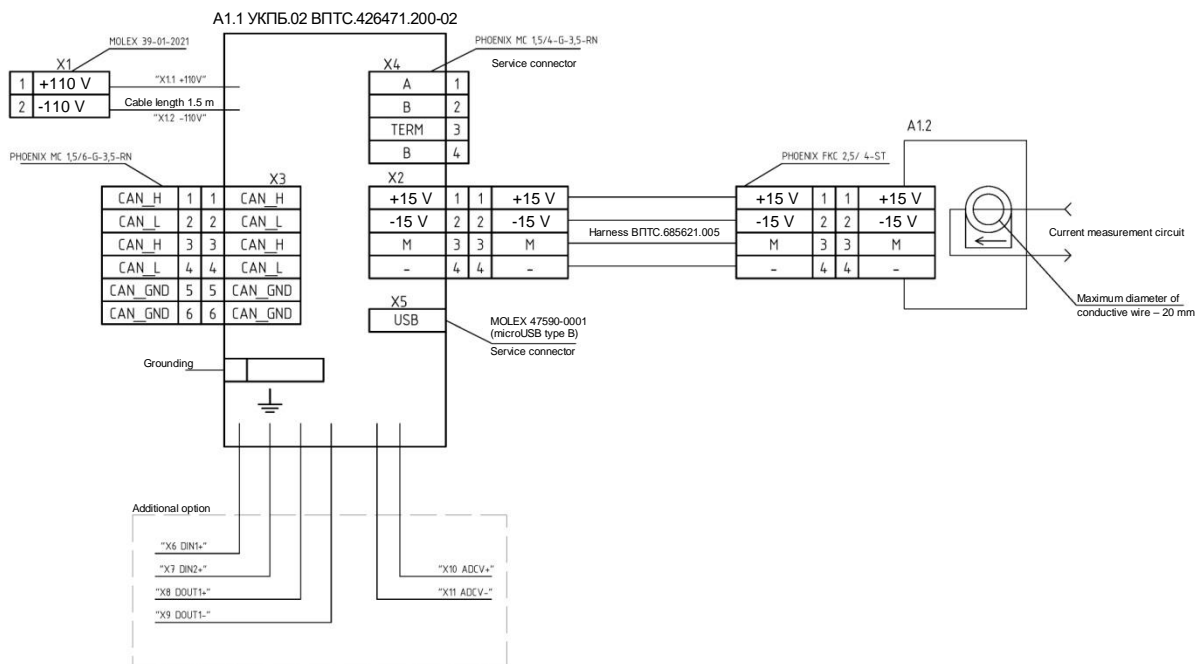 A1.1 УКПБ.02 ВПТС.426471.200-02
MOLEX 39-01-2021
X1
1 +110 V
2 -110 V
"X1.1 +110V"
Cable length 1.5 m
"X1.2 -110V"
PHOENIX MC 1,5/4-G-3,5-RN
Service connector
X4
A 1
B 2
TERM 3
B 4
PHOENIX MC 1,5/6-G-3,5-RN
X3
CAN_H 1 1 CAN_H
CAN_L 2 2 CAN_L
CAN_H 3 3 CAN_H
CAN_L 4 4 CAN_L
CAN_GND 5 5 CAN_GND
CAN_GND 6 6 CAN_GND
X2
+15 V 1 1 +15 V
-15 V 2 2 -15 V
M 3 3 M
- 4 4 -
Harness ВПТС.685621.005
PHOENIX FKC 2,5/ 4-ST
+15 V 1 1 +15 V
-15 V 2 2 -15 V
M 3 3 M
- 4 4 -
A1.2
Current measurement circuit
Maximum diameter of
conductive wire – 20 mm
X5
USB
MOLEX 47590-0001
(microUSB type B)
Service connector
Grounding
Additional option
"X6 DIN1+"
"X7 DIN2+"
"X8 DOUT1+"
"X9 DOUT1-"
"X10 ADCV+"
"X11 ADCV-"